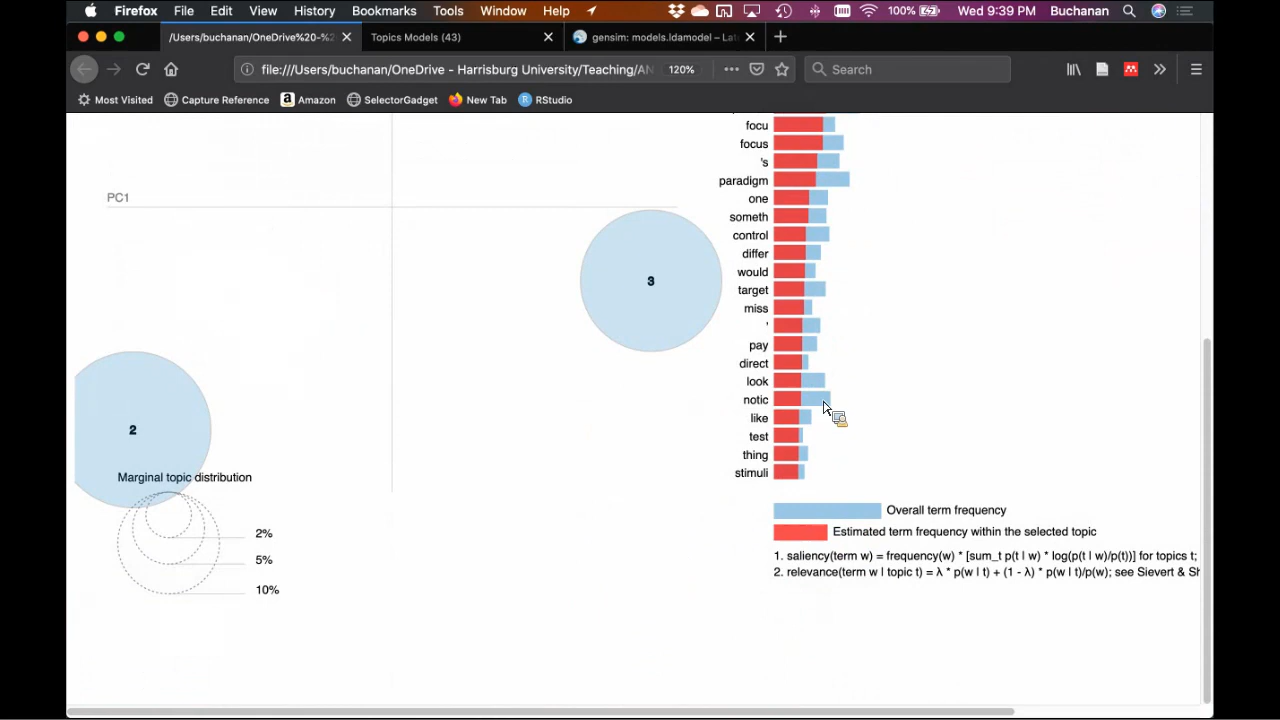 Firefox File Edit View History Bookmarks Tools Window Help 100% Wed 9:39 PM Buchanan
/Users/buchanan/OneDrive%20-%2 Topics Models (43) gensim: models.ldamodel – Lat
file:///Users/buchanan/OneDrive - Harrisburg University/Teaching/AN 120% Search
Most Visited Capture Reference Amazon SelectorGadget New Tab RStudio
focu
focus
's
paradigm
PC1
one
someth
control
differ
would
3
target
miss
'
pay
direct
look
notic
like
2
test
thing
stimuli
Marginal topic distribution
2%
5%
10%
Overall term frequency
Estimated term frequency within the selected topic
1. saliency(term w) = frequency(w) * [sum_t p(t | w) * log(p(t | w)/p(t))] for topics t;
2. relevance(term w | topic t) = λ * p(w | t) + (1 - λ) * p(w | t)/p(w); see Sievert & Sh